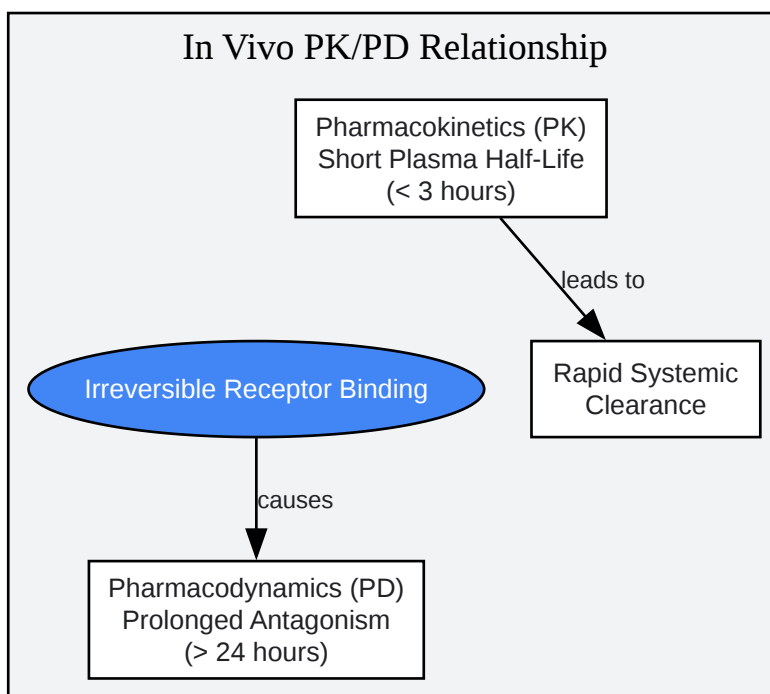 In Vivo PK/PD Relationship
Pharmacokinetics (PK)
Short Plasma Half-Life
(< 3 hours)
leads to
Rapid Systemic
Clearance
Irreversible Receptor Binding
causes
Pharmacodynamics (PD)
Prolonged Antagonism
(> 24 hours)